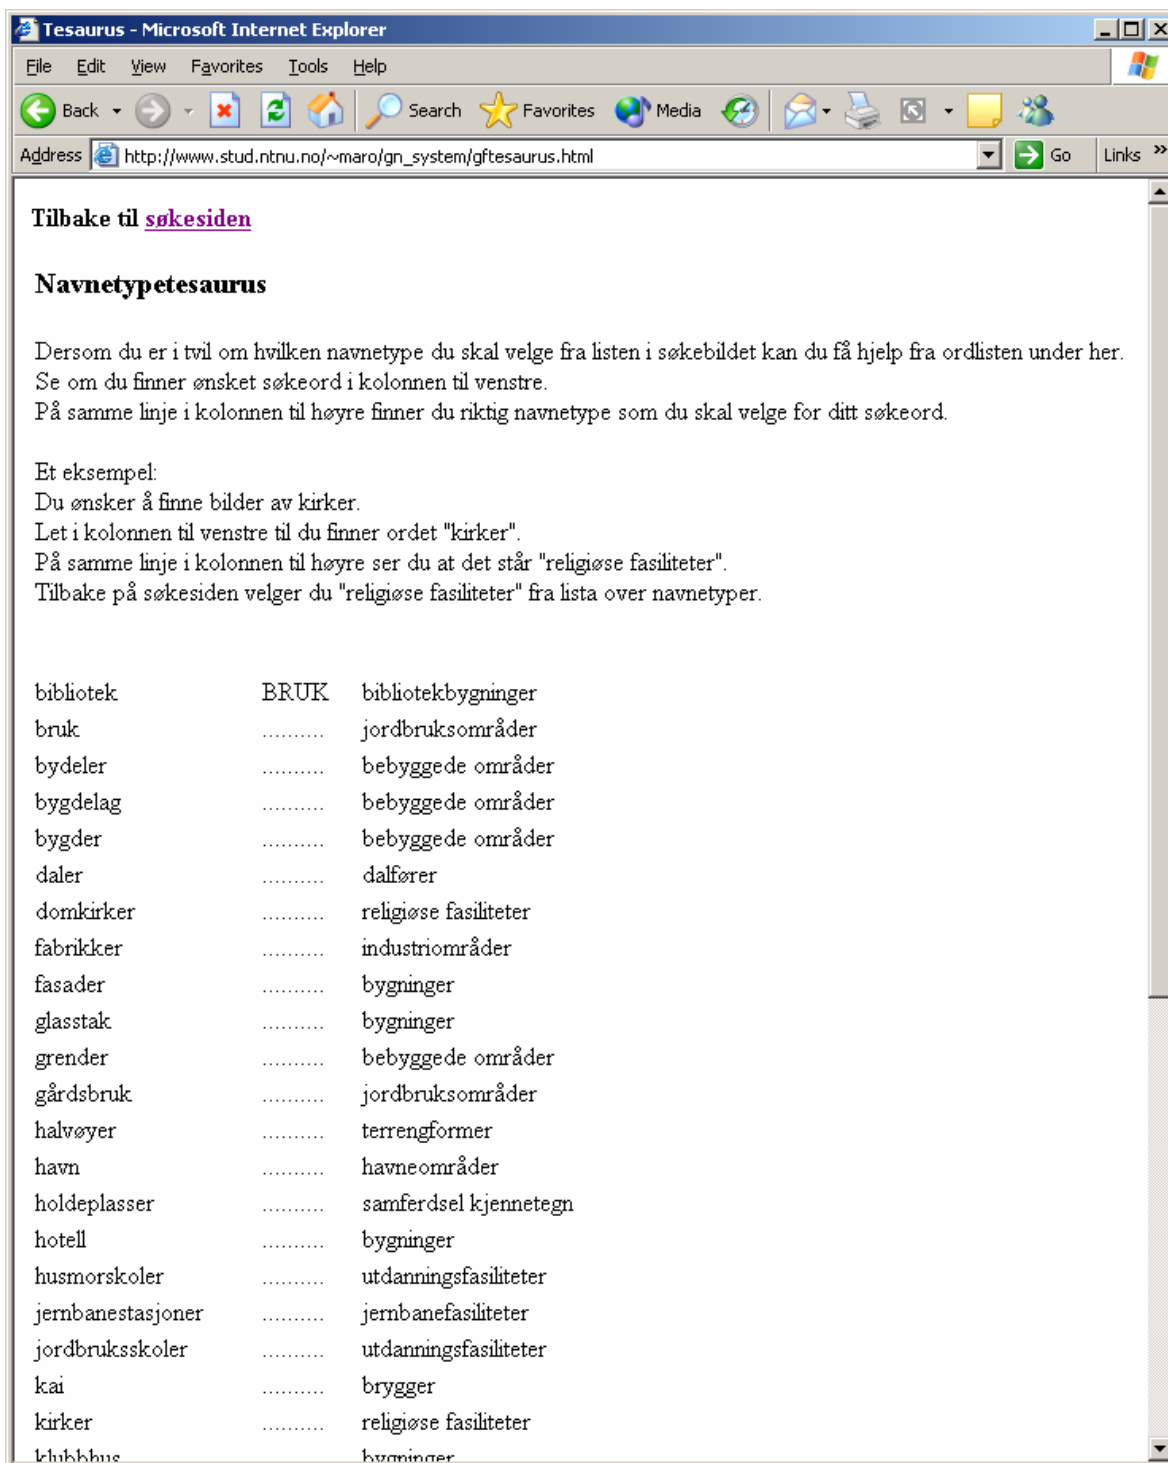 Tesaurus - Microsoft Internet Explorer
File Edit View Favorites Tools Help
Back Search Favorites Media
Address http://www.stud.ntnu.no/~maro/gn_system/gftesaurus.html Go Links »
Tilbake til søkesiden
Navnetypetesaurus
Dersom du er i tvil om hvilken navnetype du skal velge fra listen i søkebildet kan du få hjelp fra ordlisten under her.
Se om du finner ønsket søkeord i kolonnen til venstre.
På samme linje i kolonnen til høyre finner du riktig navnetype som du skal velge for ditt søkeord.
Et eksempel:
Du ønsker å finne bilder av kirker.
Let i kolonnen til venstre til du finner ordet "kirker".
På samme linje i kolonnen til høyre ser du at det står "religiøse fasiliteter".
Tilbake på søkesiden velger du "religiøse fasiliteter" fra lista over navnetyper.
bibliotek BRUK bibliotekbygninger
bruk .......... jordbruksområder
bydeler .......... bebyggede områder
bygdelag .......... bebyggede områder
bygder .......... bebyggede områder
daler .......... dalfører
domkirker .......... religiøse fasiliteter
fabrikker .......... industriområder
fasader .......... bygninger
glasstak .......... bygninger
grender .......... bebyggede områder
gårdsbruk .......... jordbruksområder
halvøyer .......... terrengformer
havn .......... havneområder
holdeplasser .......... samferdsel kjennetegn
hotell .......... bygninger
husmorskoler .......... utdanningsfasiliteter
jernbanestasjoner .......... jernbanefasiliteter
jordbruksskoler .......... utdanningsfasiliteter
kai .......... brygger
kirker .......... religiøse fasiliteter
klubbhus bygninger